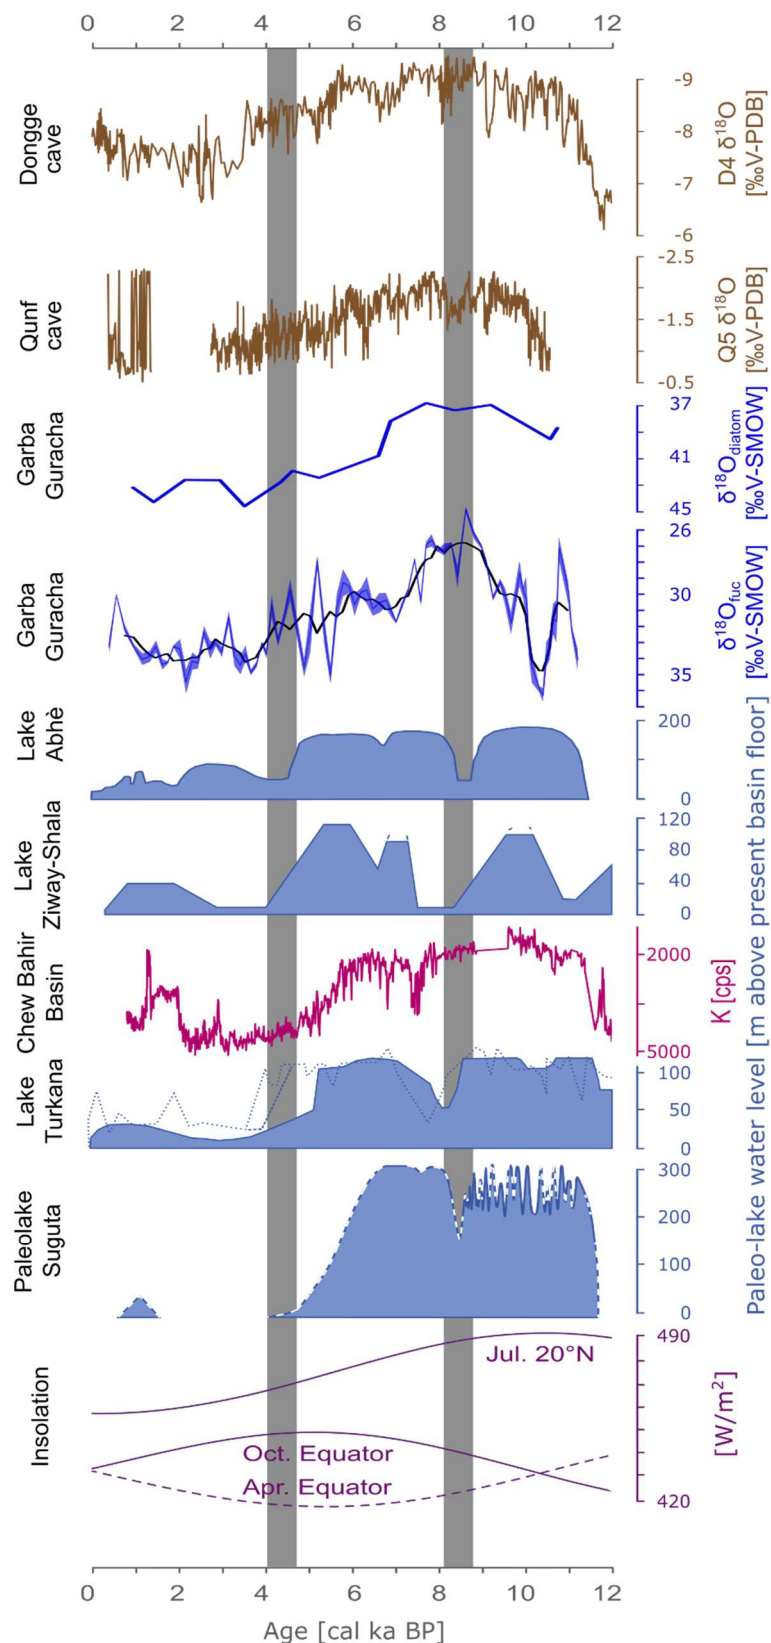 0 2 4 6 8 10 12
Dongge
cave
-9
-8
-7
-6
D4 δ¹⁸O
[‰V-PDB]
Qunf
cave
-2.5
-1.5
-0.5
Q5 δ¹⁸O
[‰V-PDB]
Garba
Guracha
37
41
45
δ¹⁸Odiatom
[‰V-SMOW]
Garba
Guracha
26
30
35
δ¹⁸Ofuc
[‰V-SMOW]
Lake
Abhè
200
0
Lake
Ziway-Shala
120
80
40
0
Chew Bahir
Basin
2000
5000
K [cps]
Lake
Turkana
100
50
0
Paleolake
Suguta
300
200
100
0
Paleo-lake water level [m above present basin floor]
Insolation
490
420
[W/m²]
Jul. 20°N
Oct. Equator
Apr. Equator
0 2 4 6 8 10 12
Age [cal ka BP]